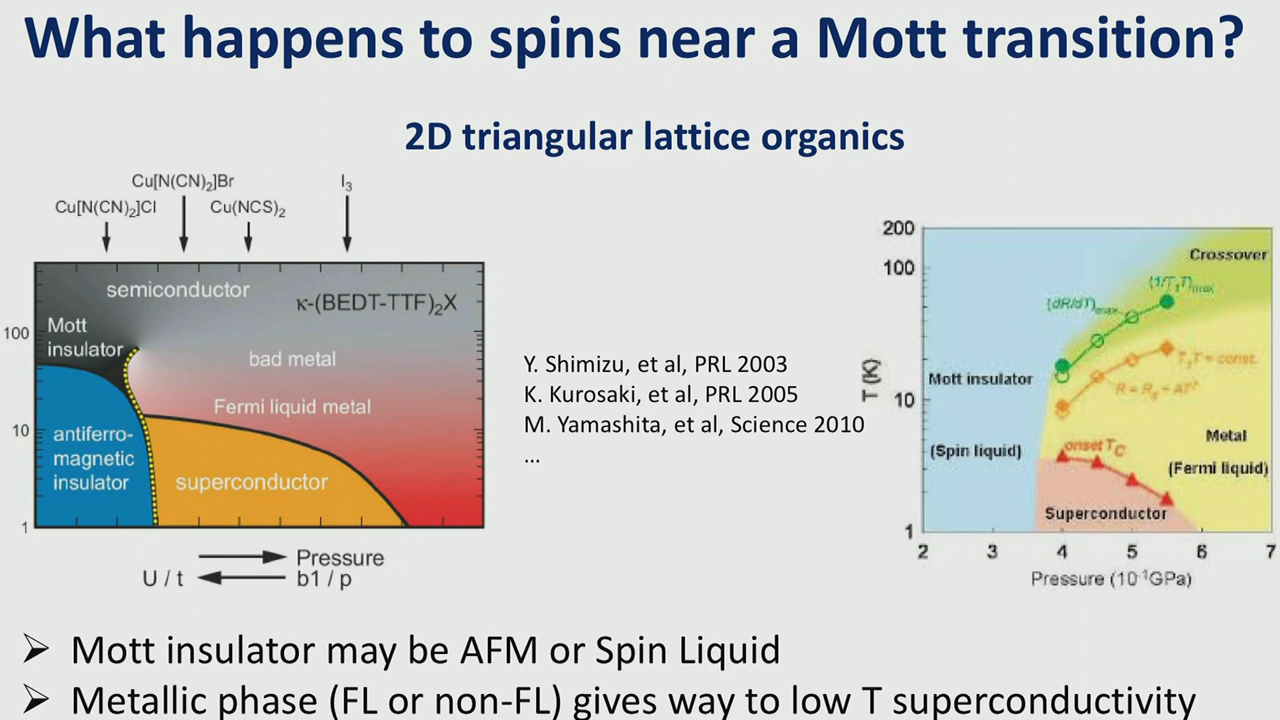 What happens to spins near a Mott transition?
2D triangular lattice organics
Cu[N(CN)₂]Br
I₃
Cu[N(CN)₂]Cl
Cu(NCS)₂
semiconductor
κ-(BEDT-TTF)₂X
100
Mott
insulator
bad metal
Fermi liquid metal
10
antiferro-
magnetic
insulator
superconductor
1
Pressure
U / t
b1 / p
Y. Shimizu, et al, PRL 2003
K. Kurosaki, et al, PRL 2005
M. Yamashita, et al, Science 2010
...
200
100
10
1
T (K)
Crossover
(1/T₁T)max
(dR/dT)max
T₁T = const.
R = R₀ + AT²
Mott insulator
(Spin liquid)
onset TC
Metal
(Fermi liquid)
Superconductor
2 3 4 5 6 7
Pressure (10⁻¹GPa)
➢ Mott insulator may be AFM or Spin Liquid
➢ Metallic phase (FL or non-FL) gives way to low T superconductivity